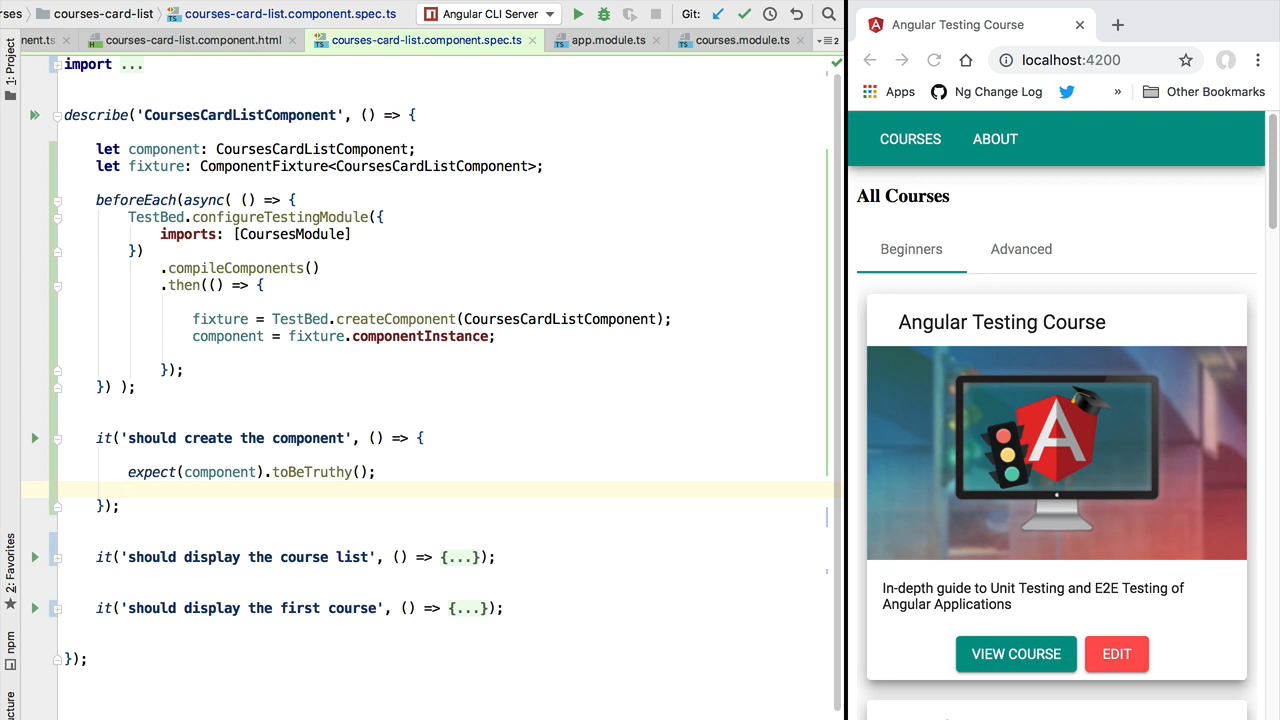 rses
courses-card-list
courses-card-list.component.spec.ts
Angular CLI Server
Git:
nent.ts
courses-card-list.component.html
courses-card-list.component.spec.ts
app.module.ts
courses.module.ts
2
1: Project
2: Favorites
npm
ucture
import ...
describe('CoursesCardListComponent', () => {
let component: CoursesCardListComponent;
let fixture: ComponentFixture<CoursesCardListComponent>;
beforeEach(async( () => {
TestBed.configureTestingModule({
imports: [CoursesModule]
})
.compileComponents()
.then(() => {
fixture = TestBed.createComponent(CoursesCardListComponent);
component = fixture.componentInstance;
});
}) );
it('should create the component', () => {
expect(component).toBeTruthy();
});
it('should display the course list', () => {...});
it('should display the first course', () => {...});
});
Angular Testing Course
localhost:4200
Apps
Ng Change Log
»
Other Bookmarks
COURSES
ABOUT
All Courses
Beginners
Advanced
Angular Testing Course
In-depth guide to Unit Testing and E2E Testing of
Angular Applications
VIEW COURSE
EDIT